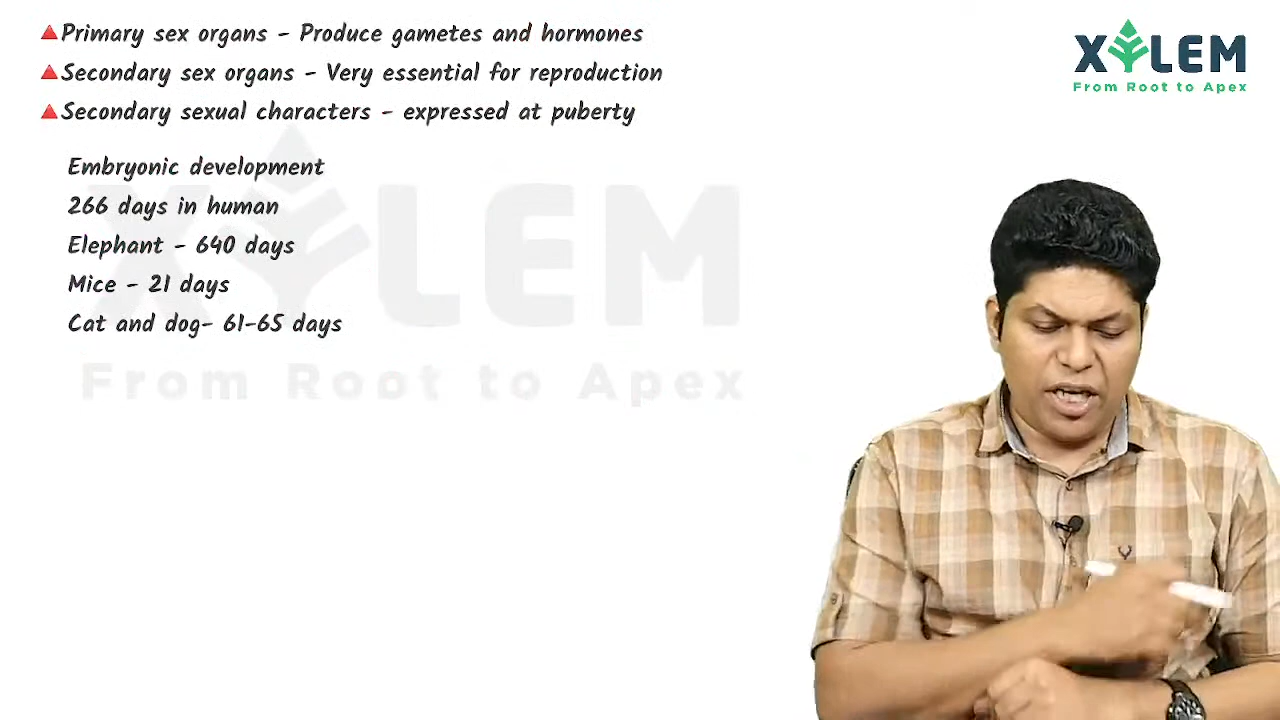 Primary sex organs - Produce gametes and hormones
Secondary sex organs - Very essential for reproduction
Secondary sexual characters - expressed at puberty
XYLEM
From Root to Apex
Embryonic development
266 days in human
Elephant - 640 days
Mice - 21 days
Cat and dog- 61-65 days
XYLEM
From Root to Apex